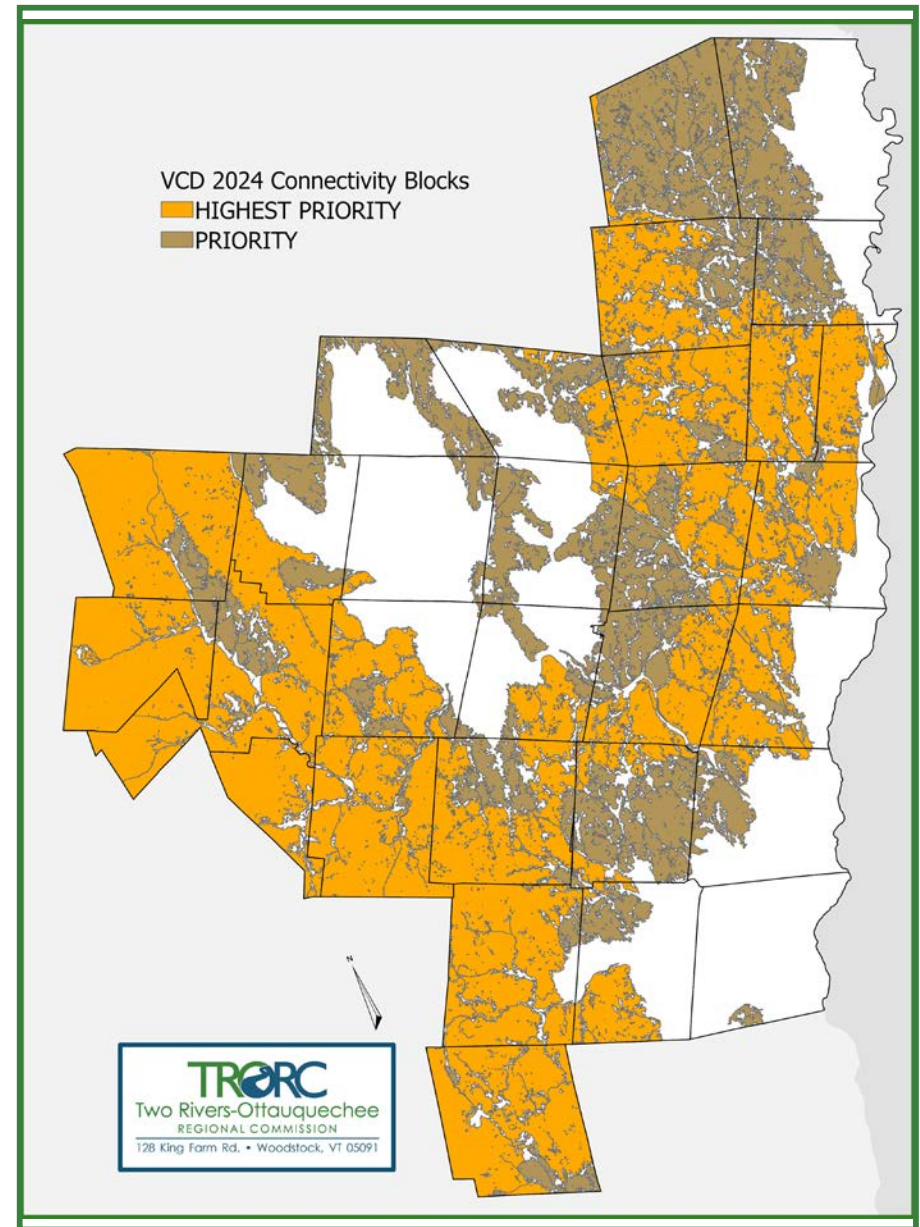 VCD 2024 Connectivity Blocks
HIGHEST PRIORITY
PRIORITY
N
TRORC
Two Rivers-Ottauquechee
REGIONAL COMMISSION
128 King Farm Rd. • Woodstock, VT 05091